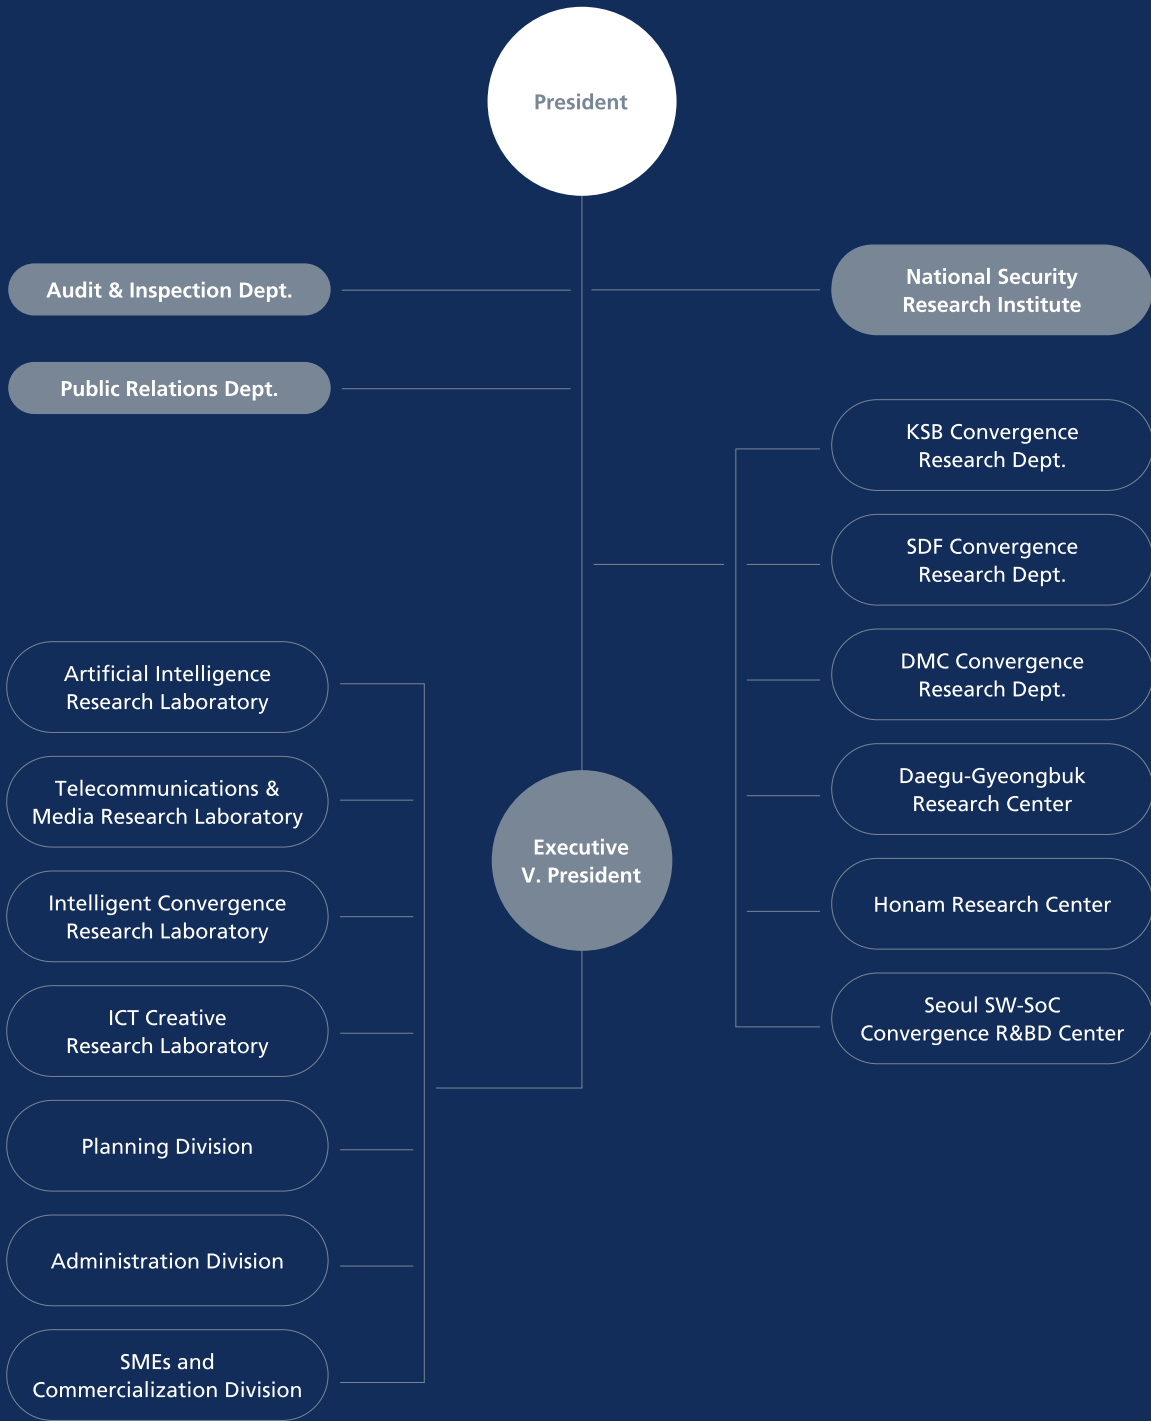 President
Audit & Inspection Dept.
National Security
Research Institute
Public Relations Dept.
KSB Convergence
Research Dept.
SDF Convergence
Research Dept.
DMC Convergence
Research Dept.
Daegu-Gyeongbuk
Research Center
Honam Research Center
Seoul SW-SoC
Convergence R&BD Center
Executive
V. President
Artificial Intelligence
Research Laboratory
Telecommunications &
Media Research Laboratory
Intelligent Convergence
Research Laboratory
ICT Creative
Research Laboratory
Planning Division
Administration Division
SMEs and
Commercialization Division